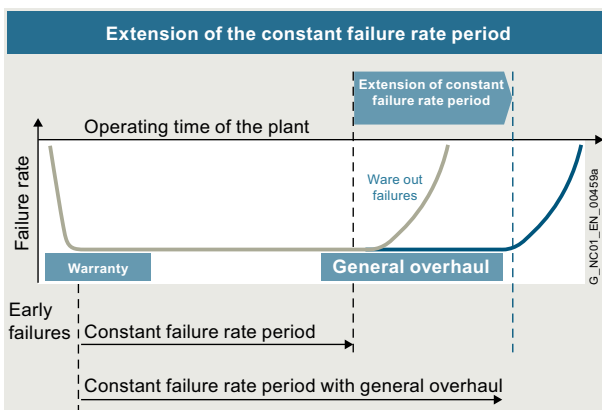 Extension of the constant failure rate period
Extension of constant
failure rate period
Operating time of the plant
Failure rate
Ware out
failures
G_NC01_EN_00459a
Warranty
General overhaul
Early
failures
Constant failure rate period
Constant failure rate period with general overhaul